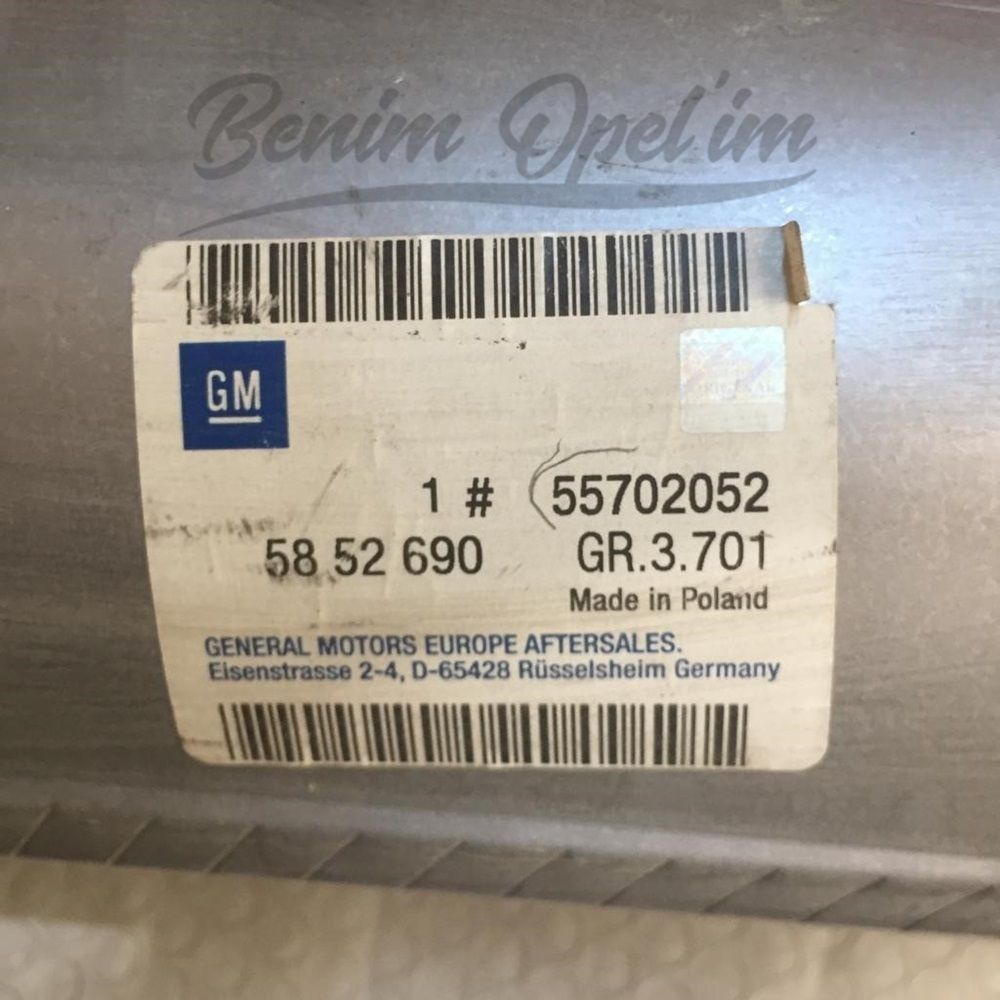 Benim Opel'im
GM
1 # 55702052
58 52 690 GR.3.701
Made in Poland
GENERAL MOTORS EUROPE AFTERSALES.
Eisenstrasse 2-4, D-65428 Rüsselsheim Germany